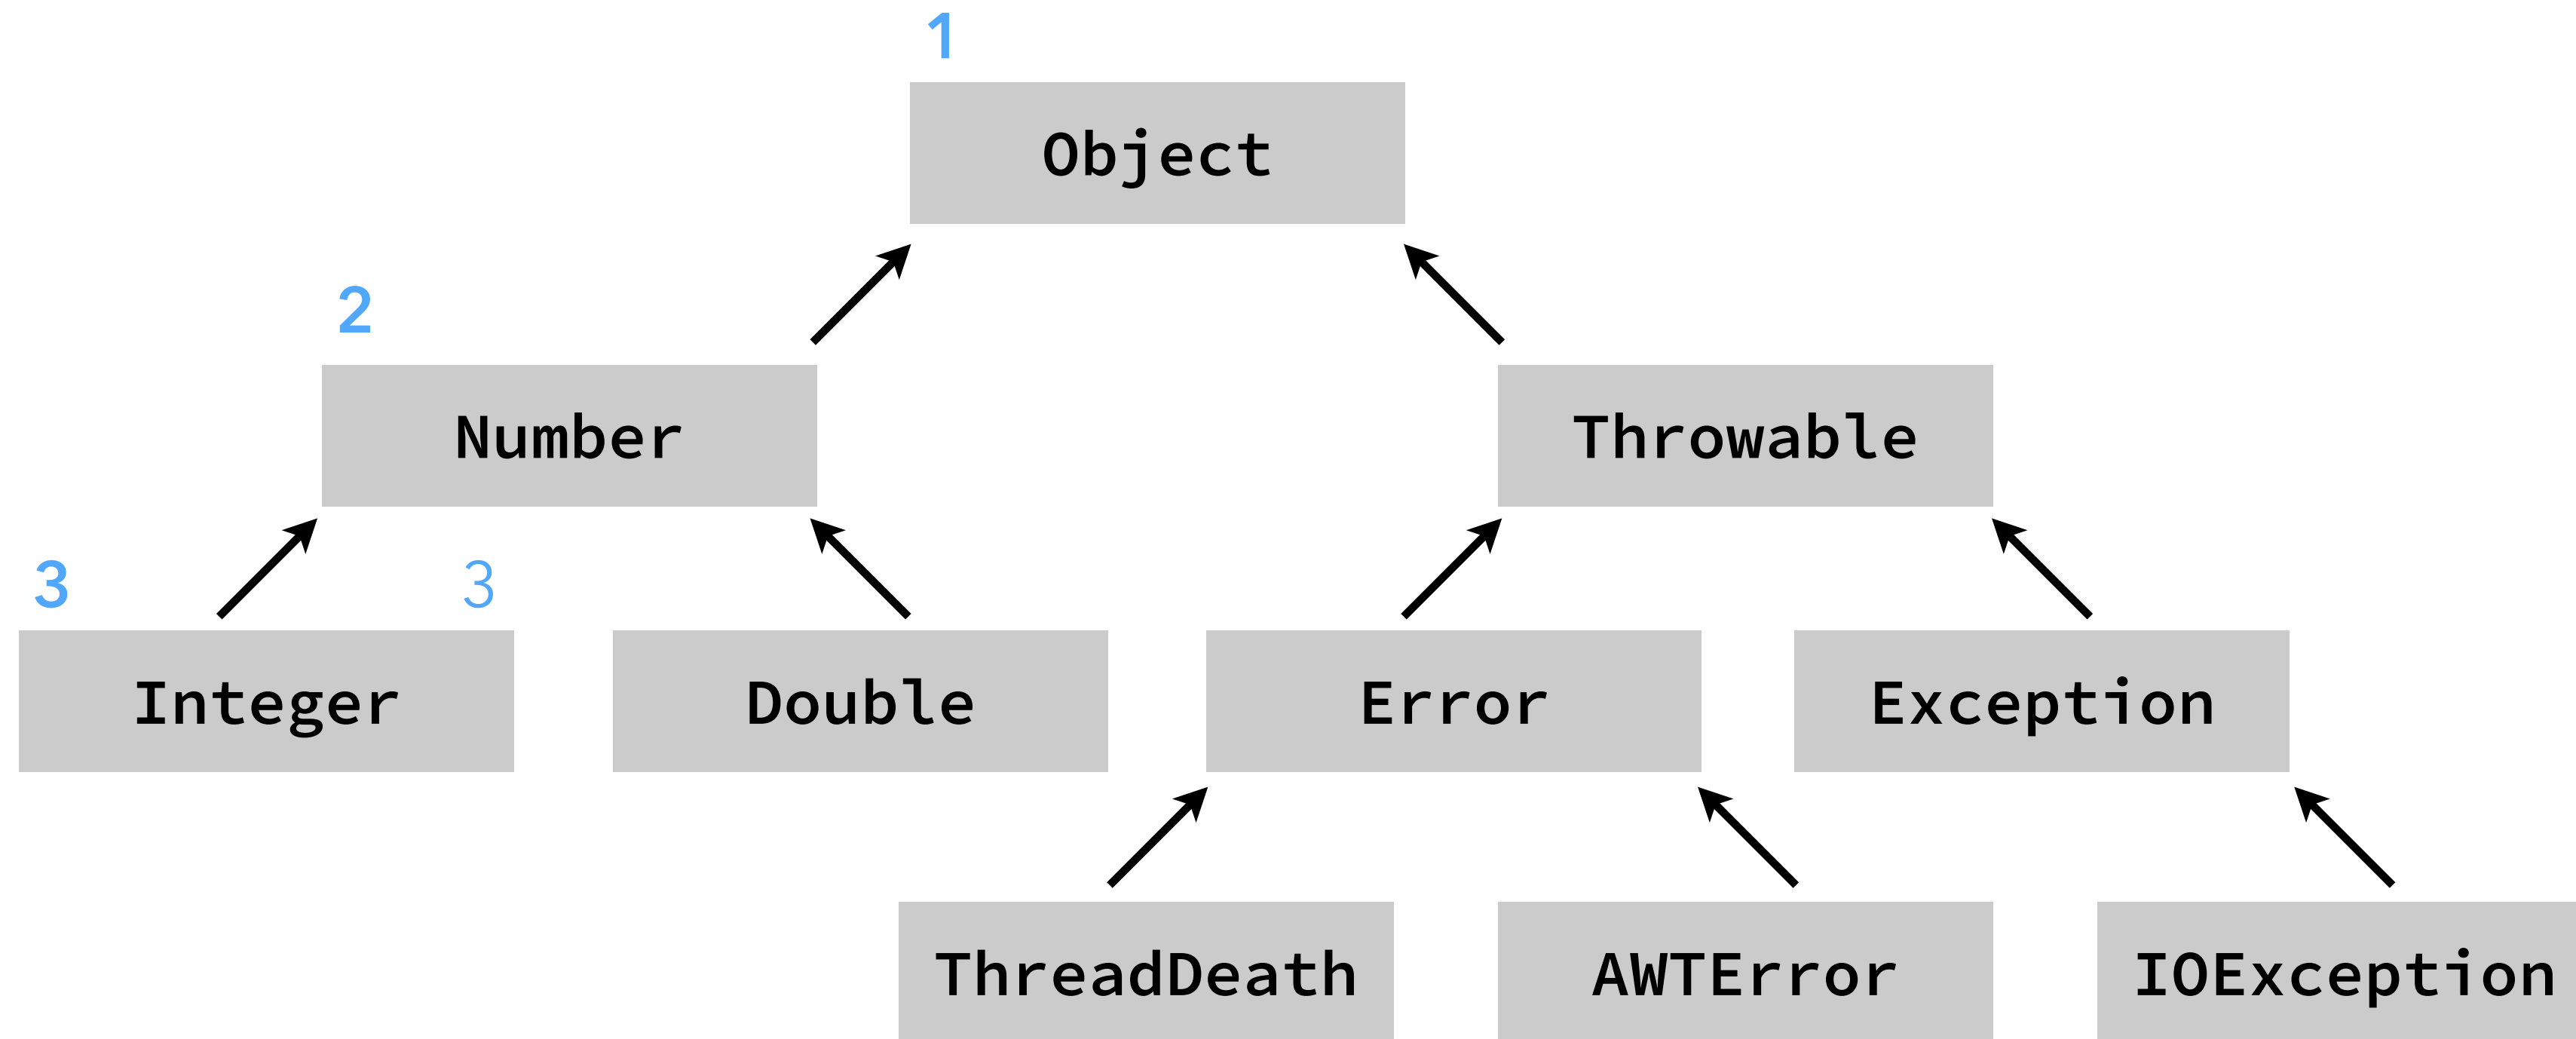 1
Object
2
Number
Throwable
3
3
Integer
Double
Error
Exception
ThreadDeath
AWTError
IOException